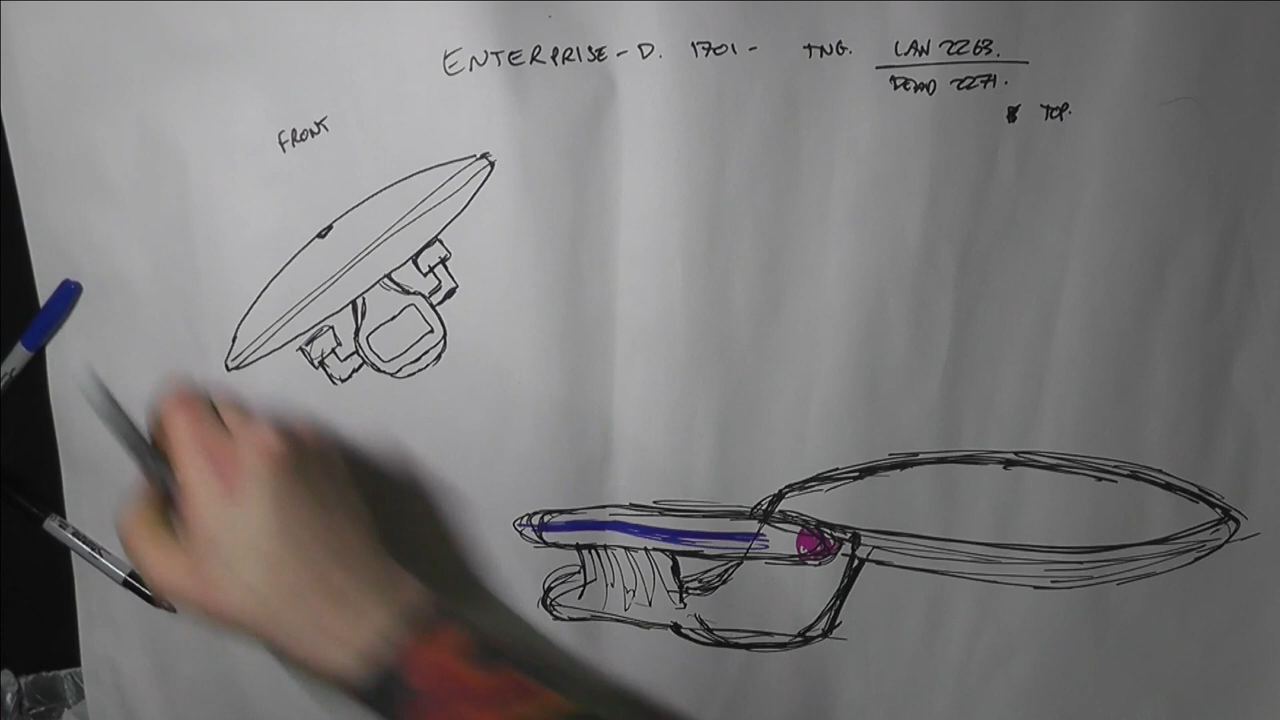 ENTERPRISE - D. 1701 - TNG. LAN 2263.
DEAD 2271.
TOP.
FRONT